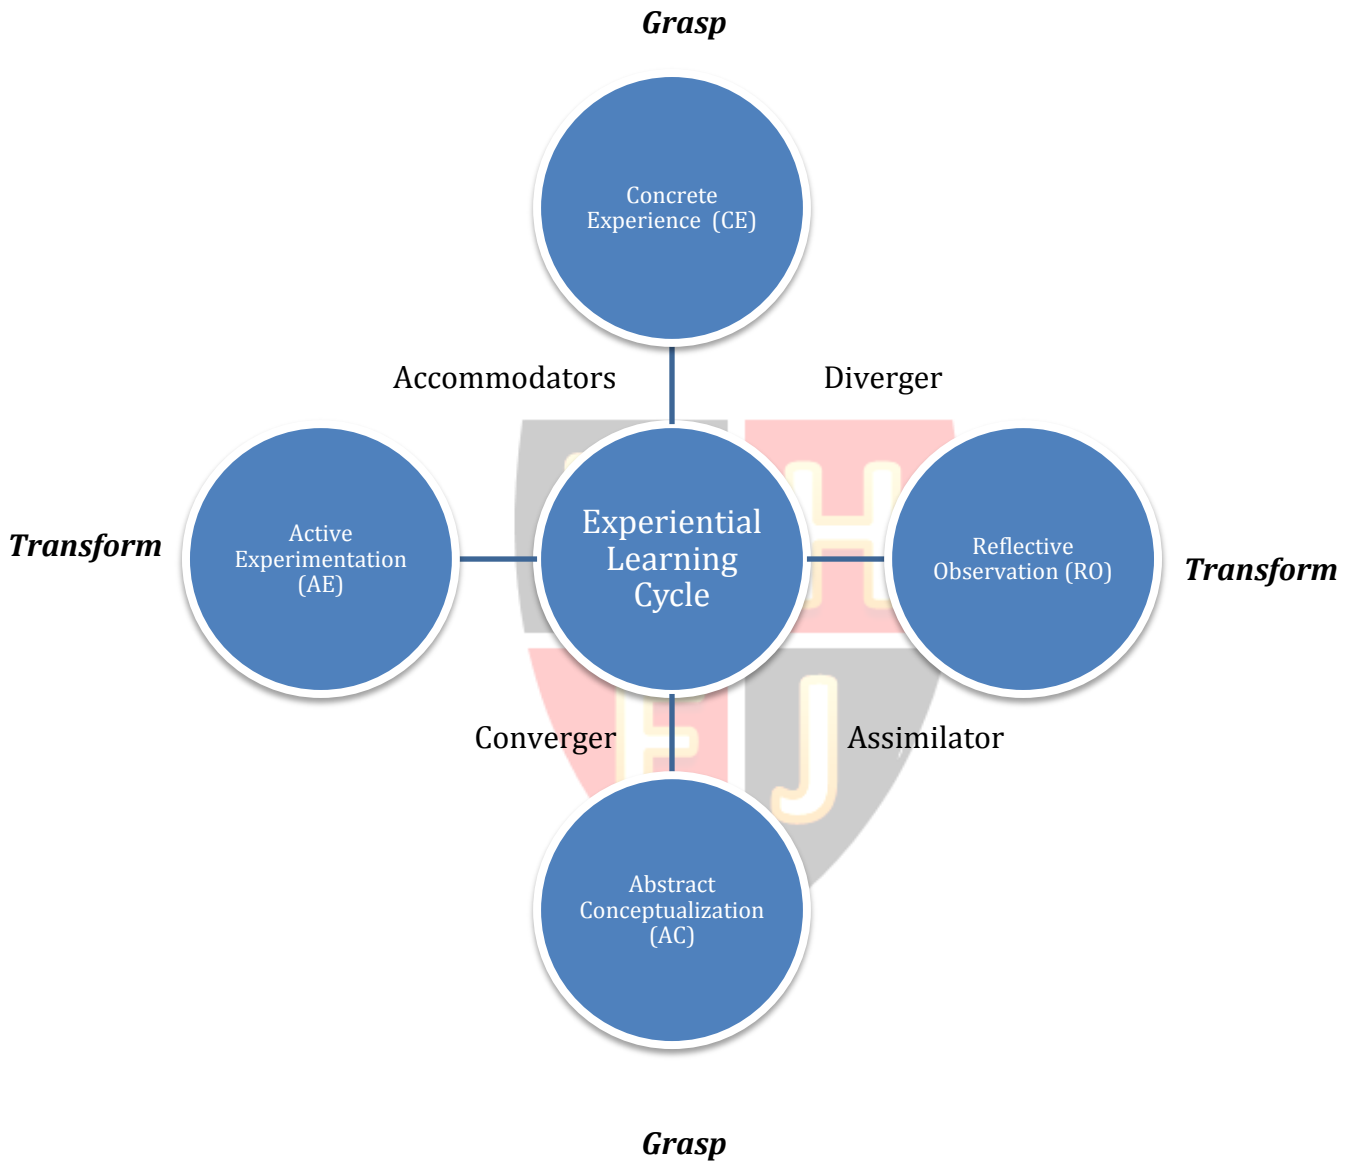 Grasp
Concrete
Experience (CE)
Accommodators
Diverger
Active
Experimentation
(AE)
Transform
Experiential
Learning
Cycle
Reflective
Observation (RO)
Transform
Converger
Assimilator
H
F
J
Abstract
Conceptualization
(AC)
Grasp